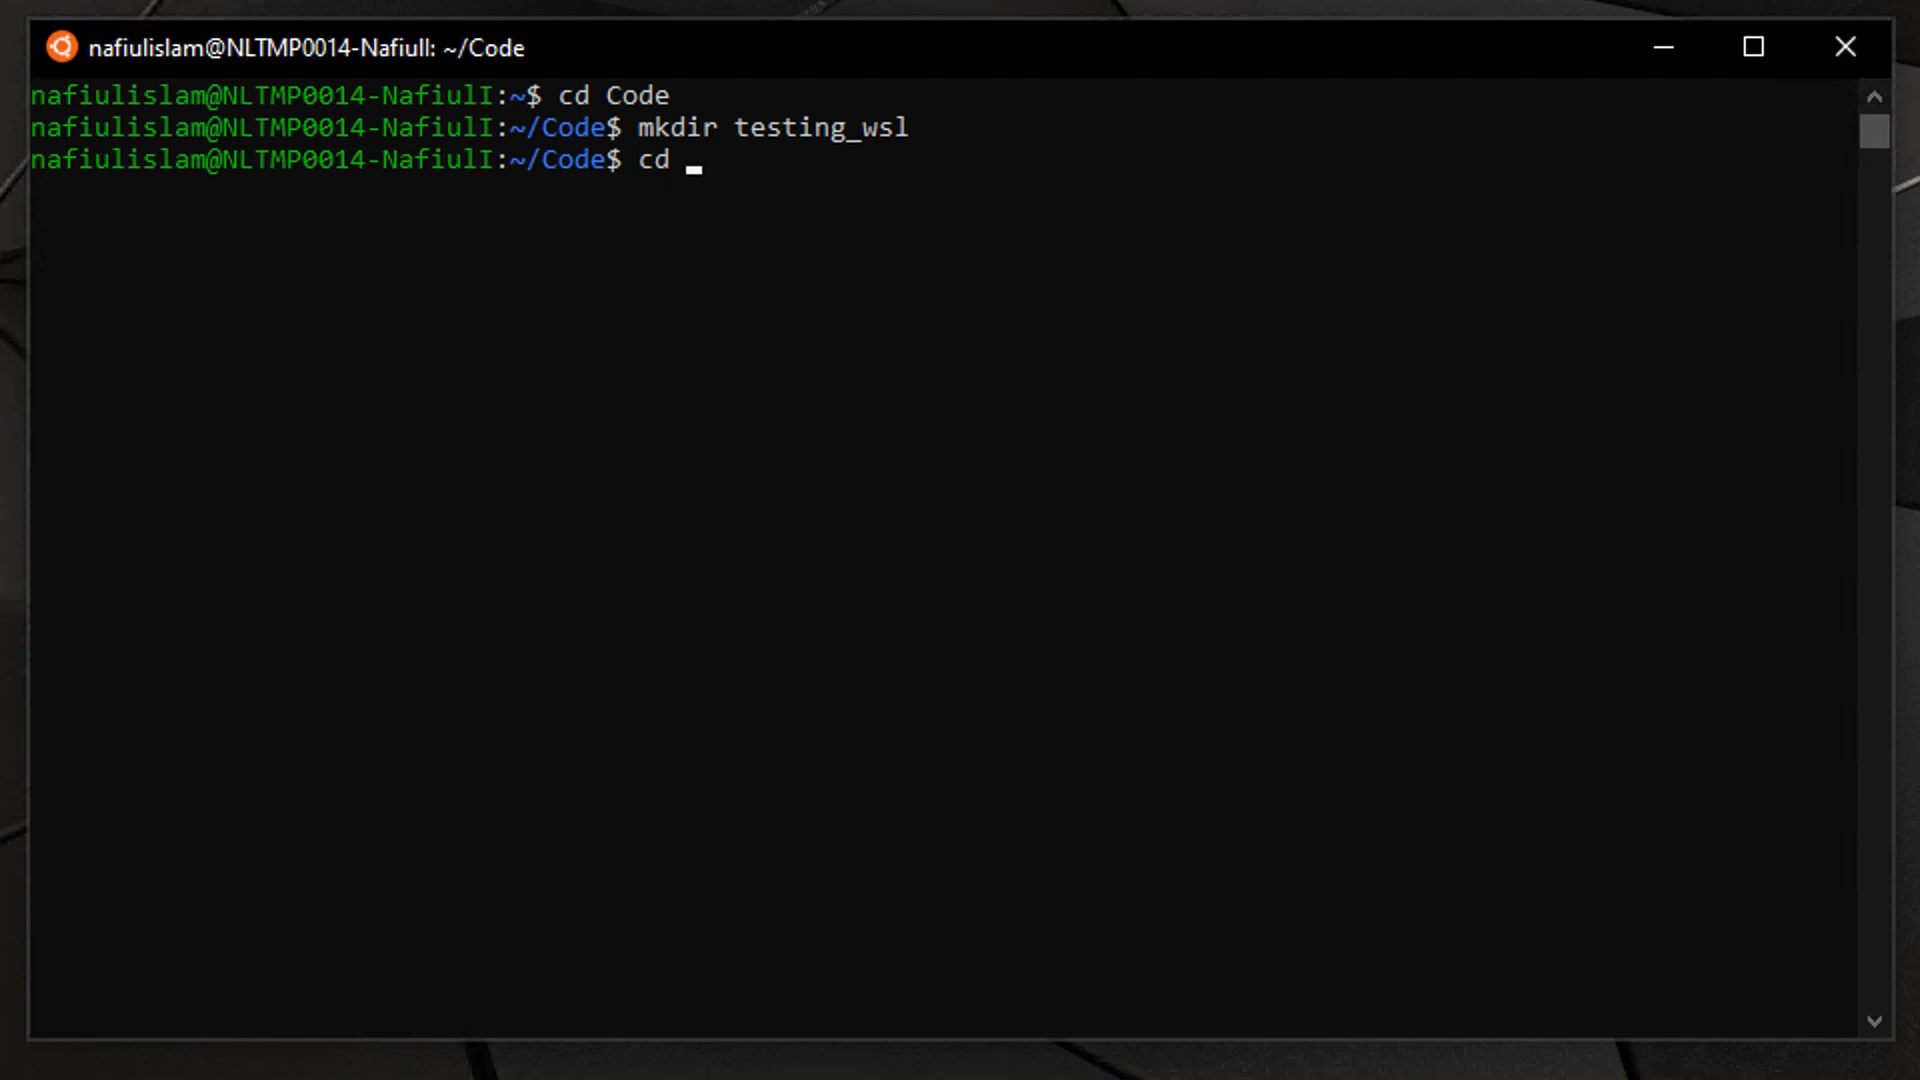 nafiulislam@NLTMP0014-NafiulI: ~/Code
nafiulislam@NLTMP0014-NafiulI:~$ cd Code
nafiulislam@NLTMP0014-NafiulI:~/Code$ mkdir testing_wsl
nafiulislam@NLTMP0014-NafiulI:~/Code$ cd